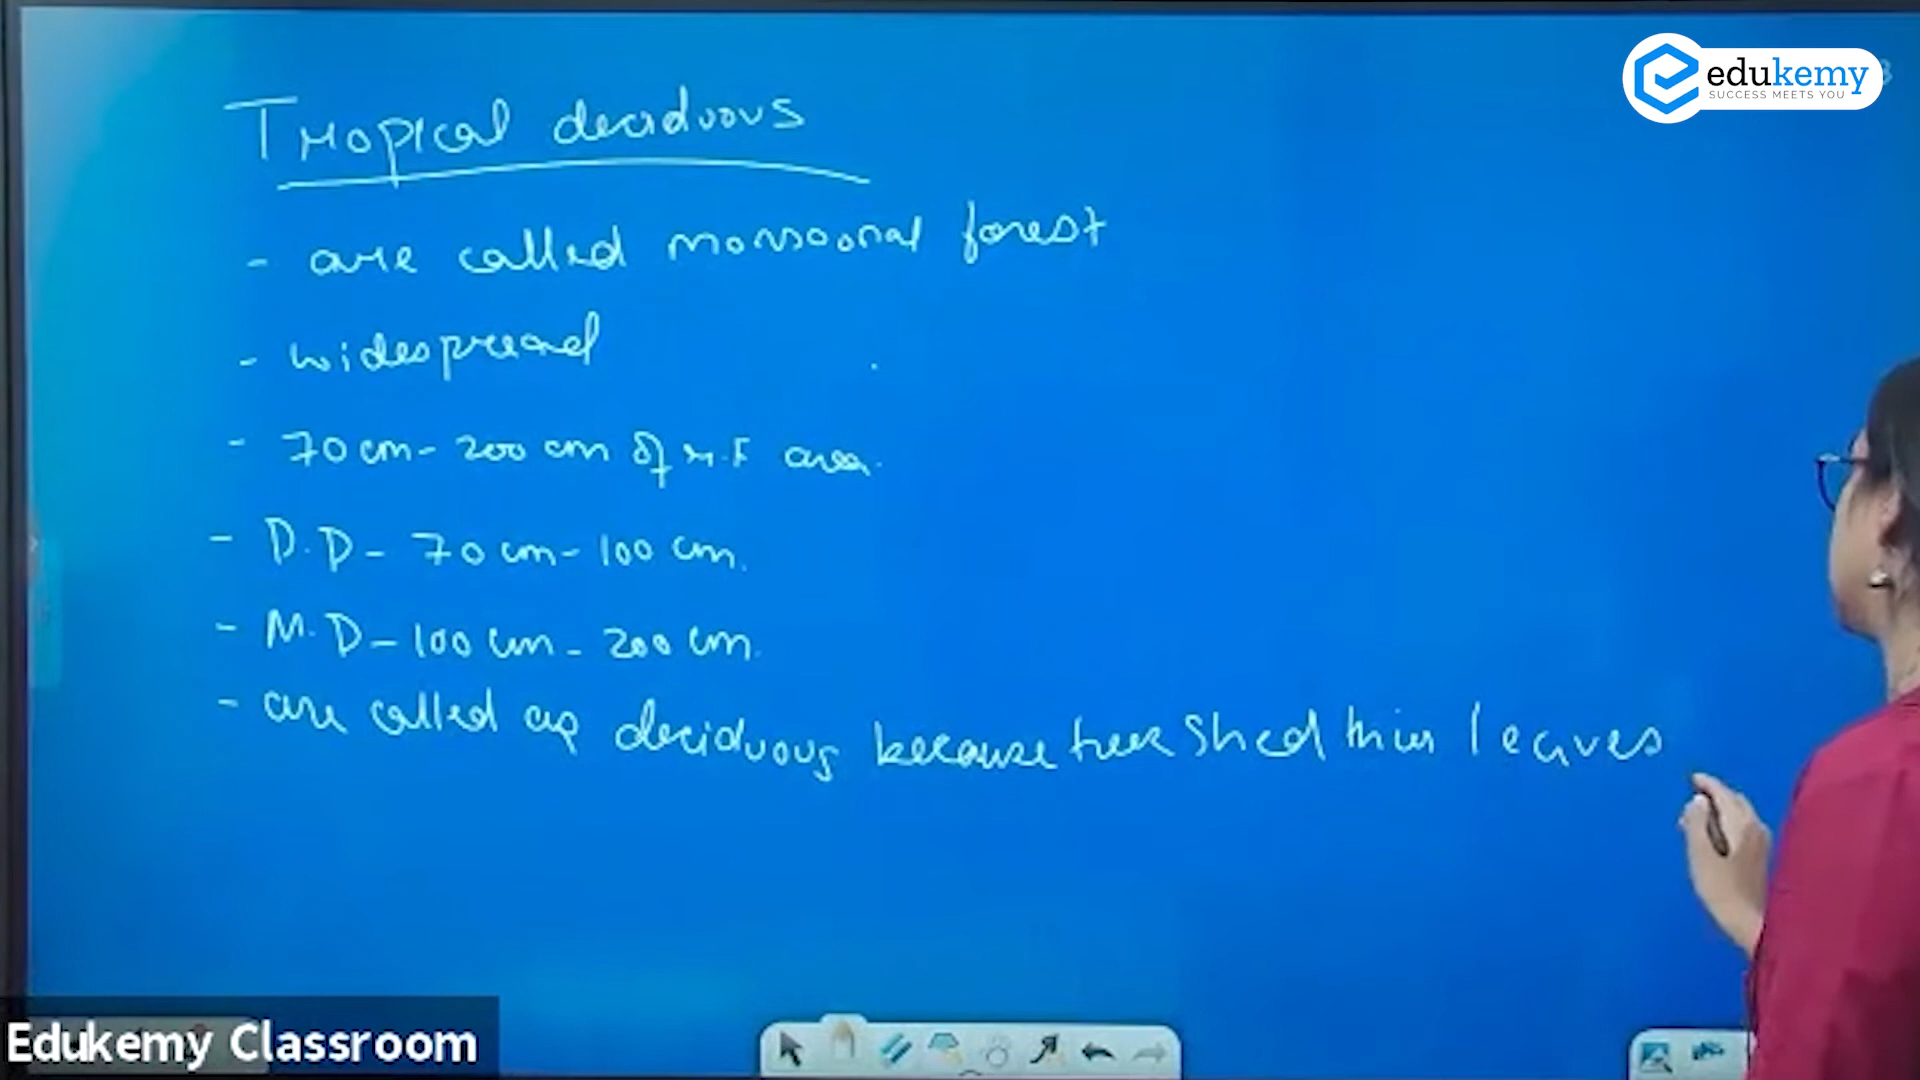 edukemy
SUCCESS MEETS YOU
Tropical deciduous
- are called monsoonal forest
- widespread
- 70 cm - 200 cm of r.F area.
- D.D - 70 cm - 100 cm.
- M.D - 100 cm - 200 cm.
- are called as deciduous because tree shed their leaves
Edukemy Classroom